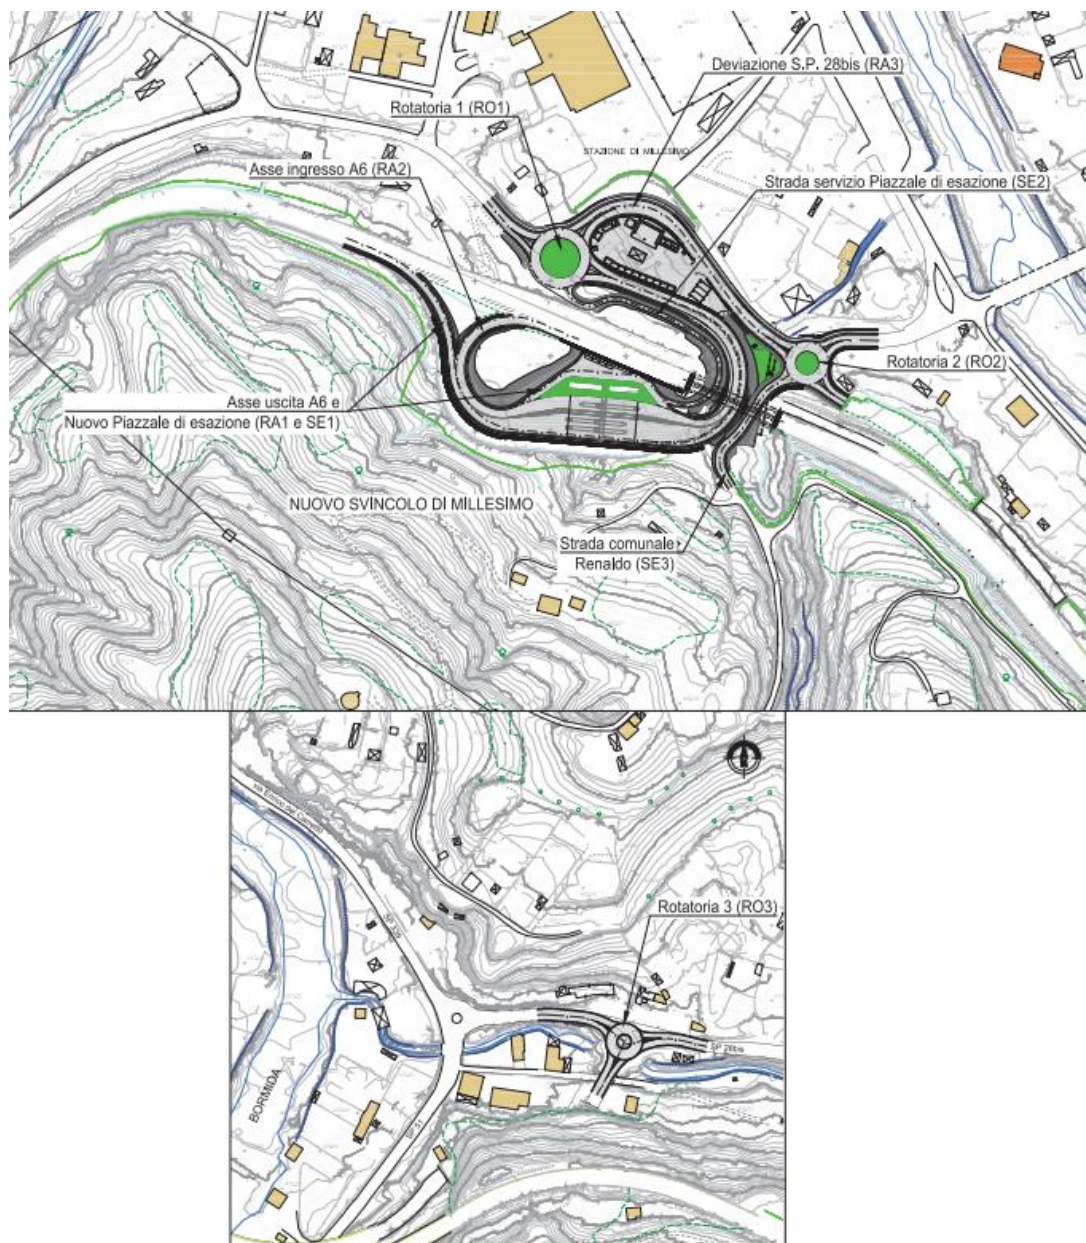 Deviazione S.P. 28bis (RA3)
Rotatoria 1 (RO1)
STAZIONE DI MILLESIMO
Asse ingresso A6 (RA2)
Strada servizio Piazzale di esazione (SE2)
Rotatoria 2 (RO2)
Asse uscita A6 e
Nuovo Piazzale di esazione (RA1 e SE1)
NUOVO SVINCOLO DI MILLESIMO
Strada comunale
Renaldo (SE3)
Rotatoria 3 (RO3)
SP 28bis
BORMIDA
SP 51